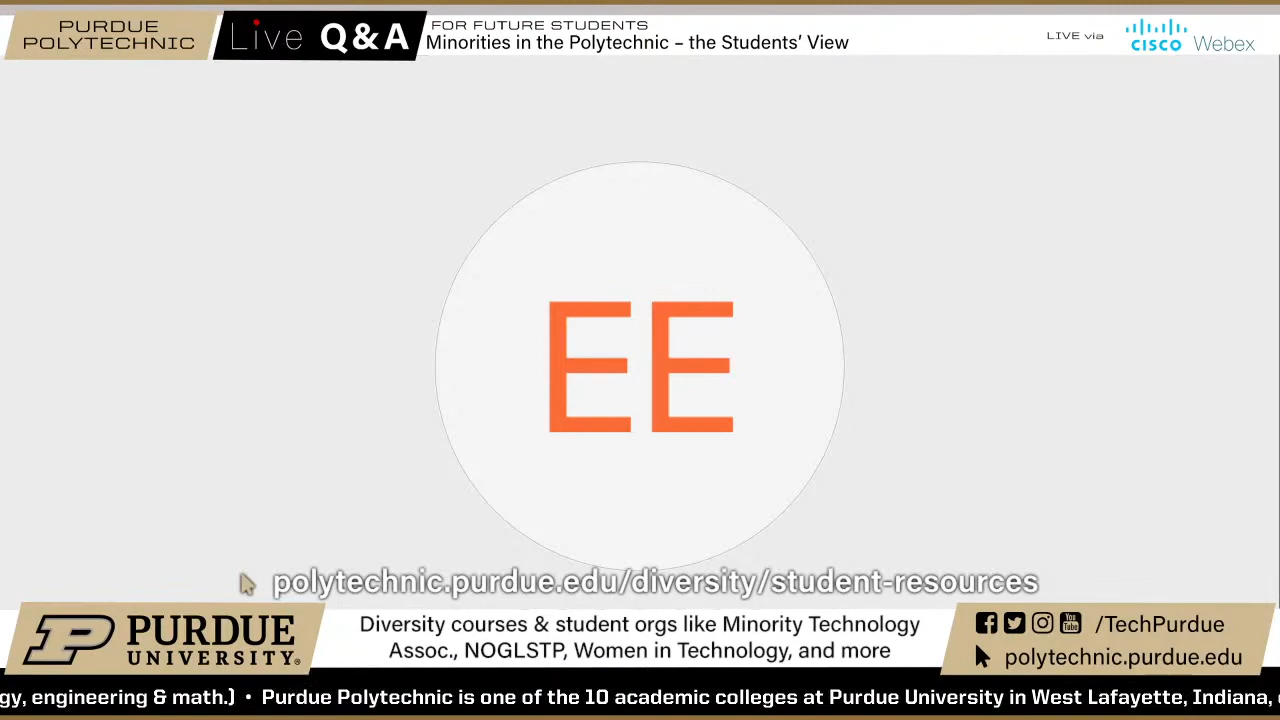 PURDUE
POLYTECHNIC
Live Q&A
FOR FUTURE STUDENTS
Minorities in the Polytechnic – the Students' View
LIVE via
CISCO Webex
EE
polytechnic.purdue.edu/diversity/student-resources
P PURDUE
UNIVERSITY®
Diversity courses & student orgs like Minority Technology
Assoc., NOGLSTP, Women in Technology, and more
You Tube /TechPurdue
polytechnic.purdue.edu
gy, engineering & math.) • Purdue Polytechnic is one of the 10 academic colleges at Purdue University in West Lafayette, Indiana,